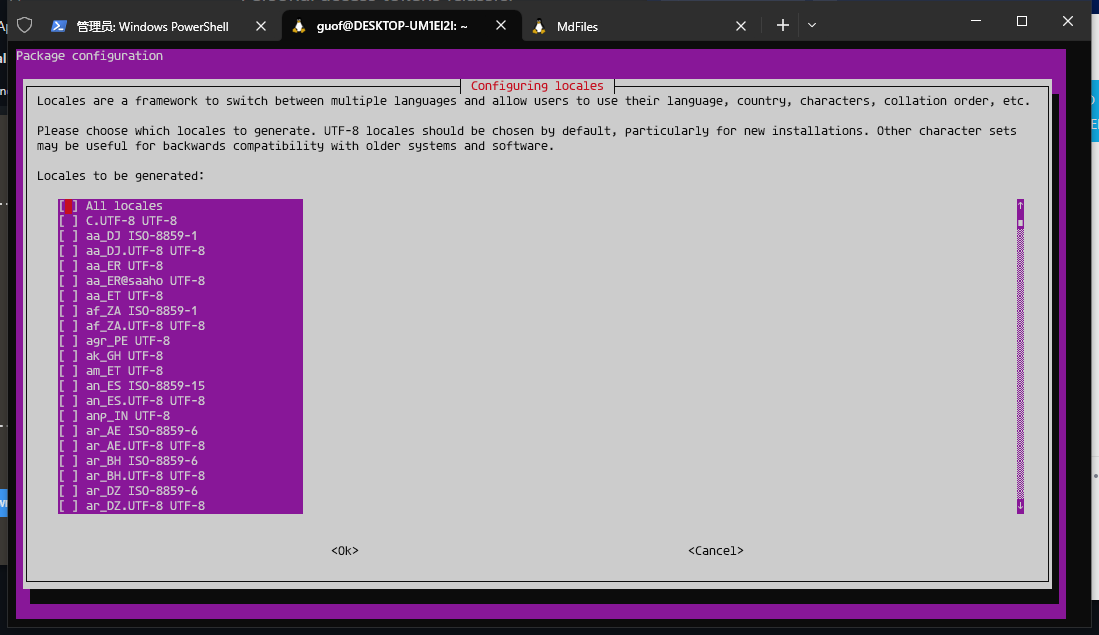 管理员: Windows PowerShell
guof@DESKTOP-UM1EI2I: ~
MdFiles
Package configuration
Configuring locales
Locales are a framework to switch between multiple languages and allow users to use their language, country, characters, collation order, etc.
Please choose which locales to generate. UTF-8 locales should be chosen by default, particularly for new installations. Other character sets
may be useful for backwards compatibility with older systems and software.
Locales to be generated:
[ ] All locales
[ ] C.UTF-8 UTF-8
[ ] aa_DJ ISO-8859-1
[ ] aa_DJ.UTF-8 UTF-8
[ ] aa_ER UTF-8
[ ] aa_ER@saaho UTF-8
[ ] aa_ET UTF-8
[ ] af_ZA ISO-8859-1
[ ] af_ZA.UTF-8 UTF-8
[ ] agr_PE UTF-8
[ ] ak_GH UTF-8
[ ] am_ET UTF-8
[ ] an_ES ISO-8859-15
[ ] an_ES.UTF-8 UTF-8
[ ] anp_IN UTF-8
[ ] ar_AE ISO-8859-6
[ ] ar_AE.UTF-8 UTF-8
[ ] ar_BH ISO-8859-6
[ ] ar_BH.UTF-8 UTF-8
[ ] ar_DZ ISO-8859-6
[ ] ar_DZ.UTF-8 UTF-8
<Ok>
<Cancel>